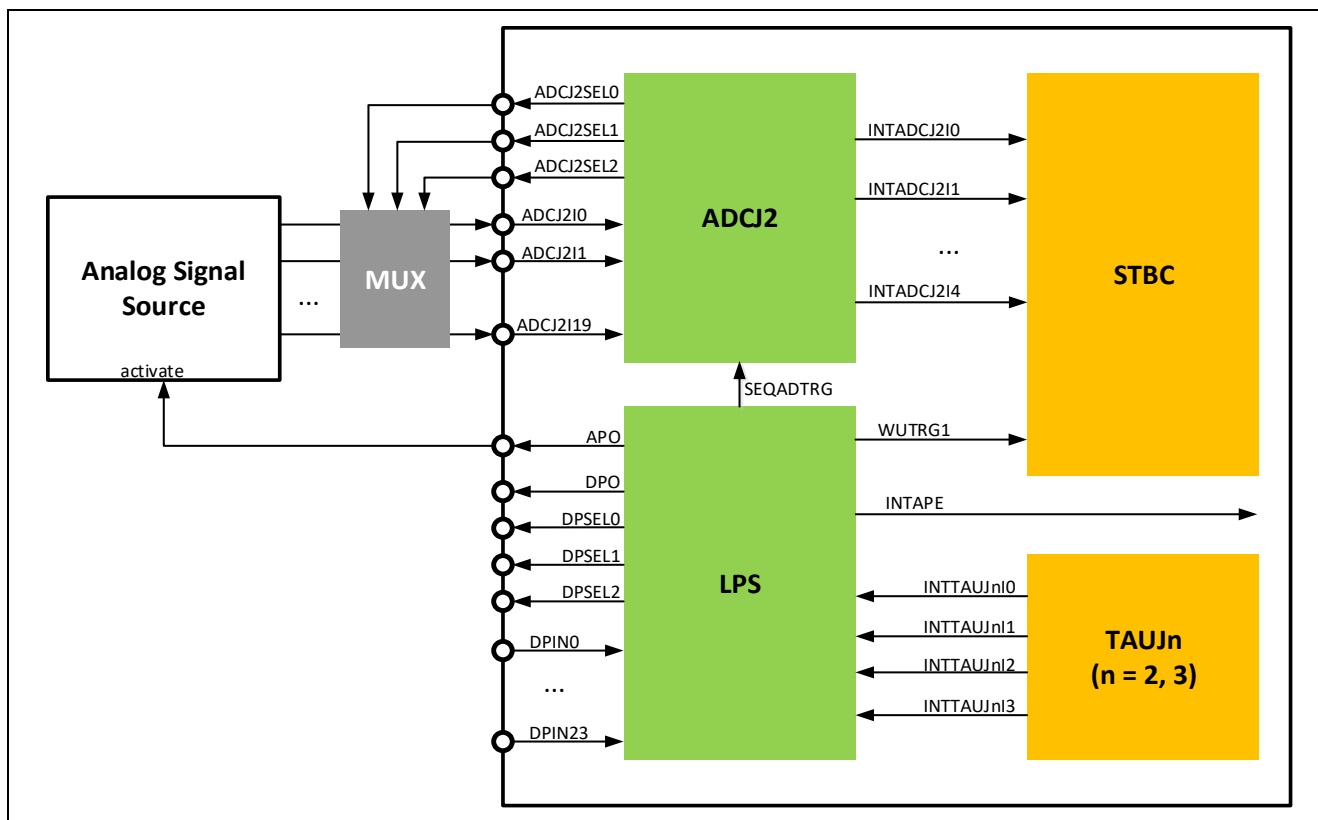 ADCJ2SEL0
ADCJ2SEL1
ADCJ2SEL2
ADCJ2I0
ADCJ2I1
ADCJ2I19
Analog Signal
Source
activate
...
MUX
ADCJ2
INTADCJ2I0
INTADCJ2I1
...
INTADCJ2I4
STBC
SEQADTRG
APO
DPO
DPSEL0
DPSEL1
DPSEL2
DPIN0
...
DPIN23
LPS
WUTRG1
INTAPE
INTTAUJnI0
INTTAUJnI1
INTTAUJnI2
INTTAUJnI3
TAUJn
(n = 2, 3)